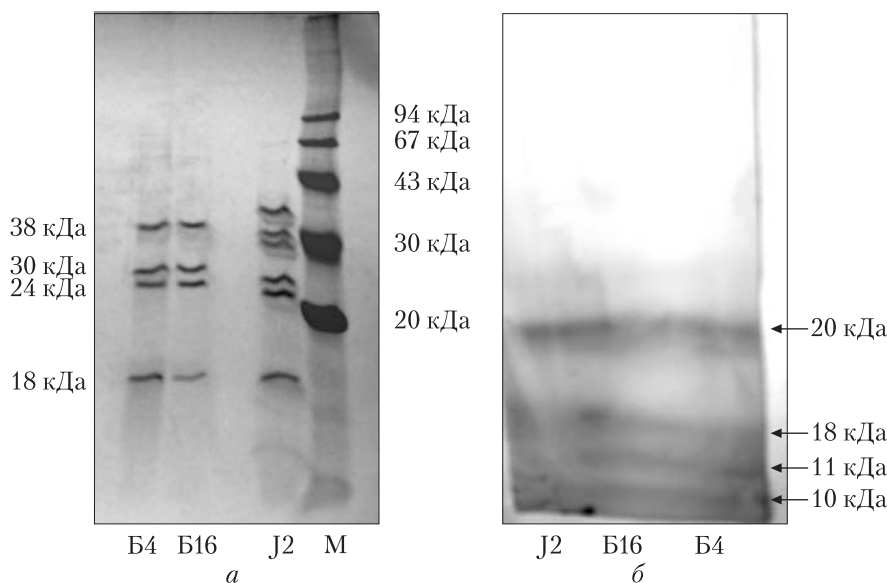 94 кДа
67 кДа
43 кДа
38 кДа
30 кДа
30 кДа
24 кДа
20 кДа
18 кДа
Б4 Б16 J2 М
а
20 кДа
18 кДа
11 кДа
10 кДа
J2 Б16 Б4
б